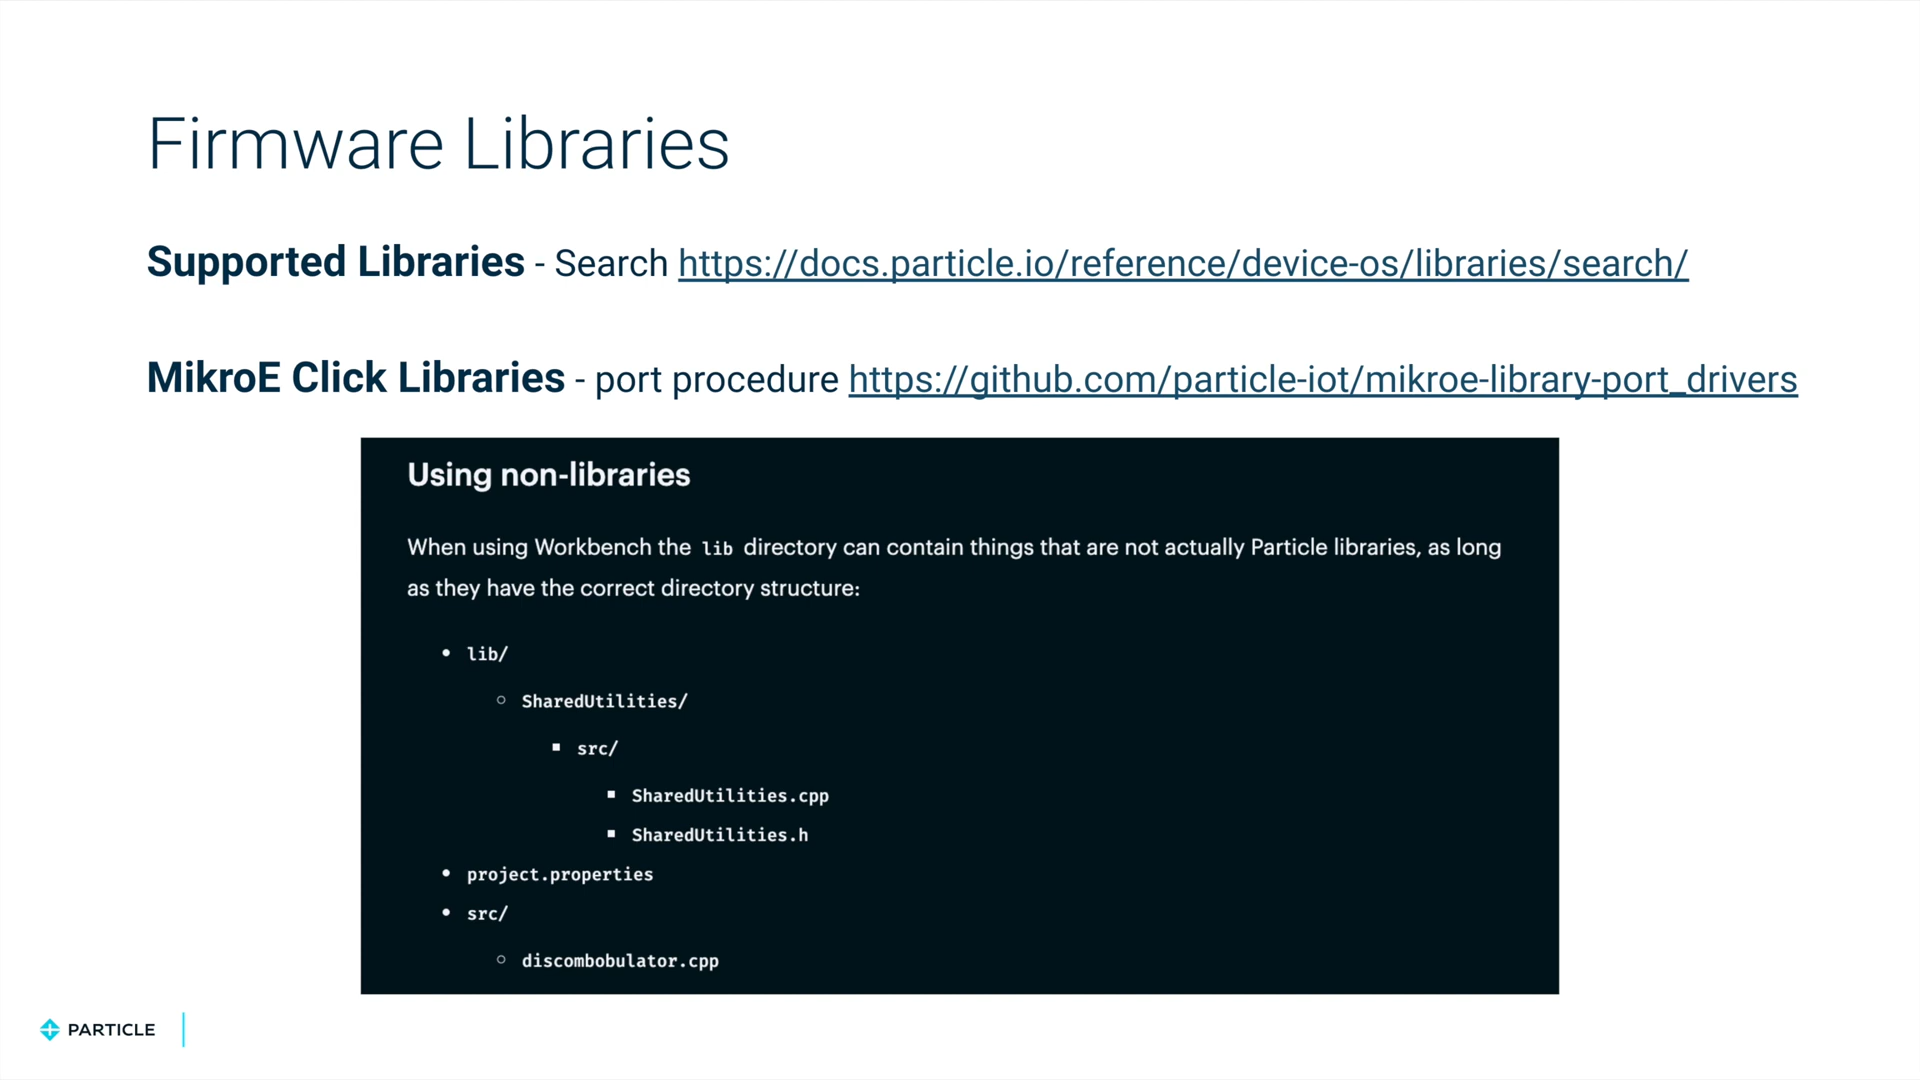 Firmware Libraries
Supported Libraries - Search https://docs.particle.io/reference/device-os/libraries/search/
MikroE Click Libraries - port procedure https://github.com/particle-iot/mikroe-library-port_drivers
Using non-libraries
When using Workbench the lib directory can contain things that are not actually Particle libraries, as long
as they have the correct directory structure:
lib/
SharedUtilities/
src/
SharedUtilities.cpp
SharedUtilities.h
project.properties
src/
discombobulator.cpp
PARTICLE